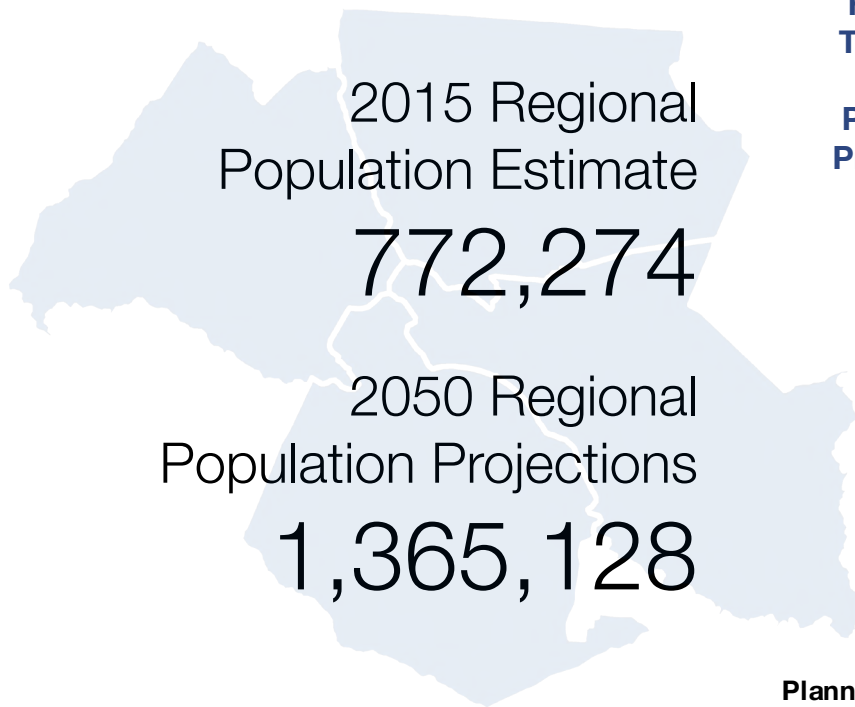 2015 Regional
Population Estimate
772,274
2050 Regional
Population Projections
1,365,128